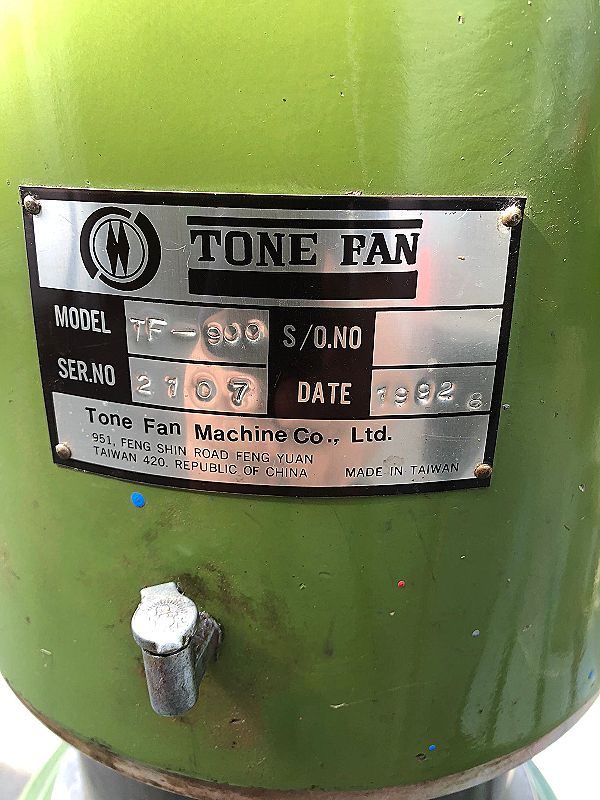 TONE FAN
MODEL TF-900 S/O.NO
SER.NO 2107 DATE 1992 8
Tone Fan Machine Co., Ltd.
951, FENG SHIN ROAD FENG YUAN
TAIWAN 420. REPUBLIC OF CHINA MADE IN TAIWAN